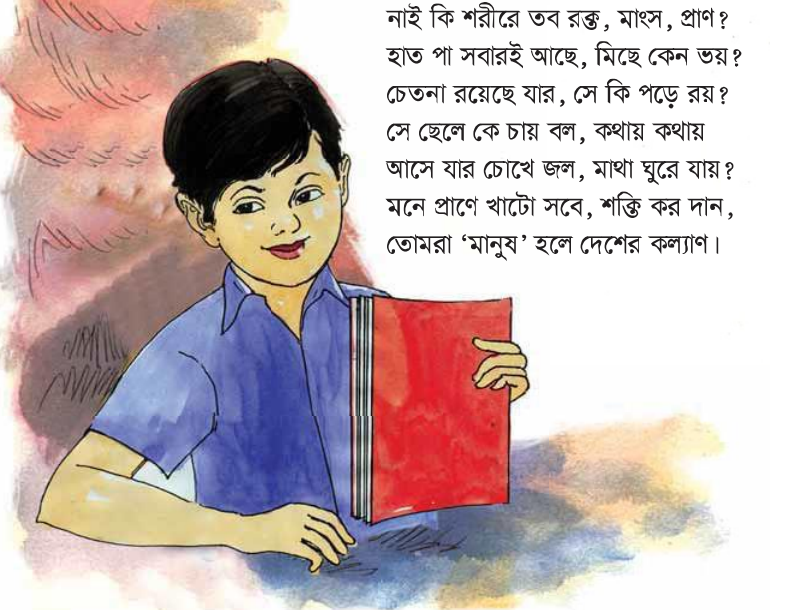 নাই কি শরীরে তব রক্ত, মাংস, প্রাণ?
হাত পা সবারই আছে, মিছে কেন ভয়?
চেতনা রয়েছে যার, সে কি পড়ে রয়?
সে ছেলে কে চায় বল, কথায় কথায়
আসে যার চোখে জল, মাথা ঘুরে যায়?
মনে প্রাণে খাটো সবে, শক্তি কর দান,
তোমরা ‘মানুষ’ হলে দেশের কল্যাণ।